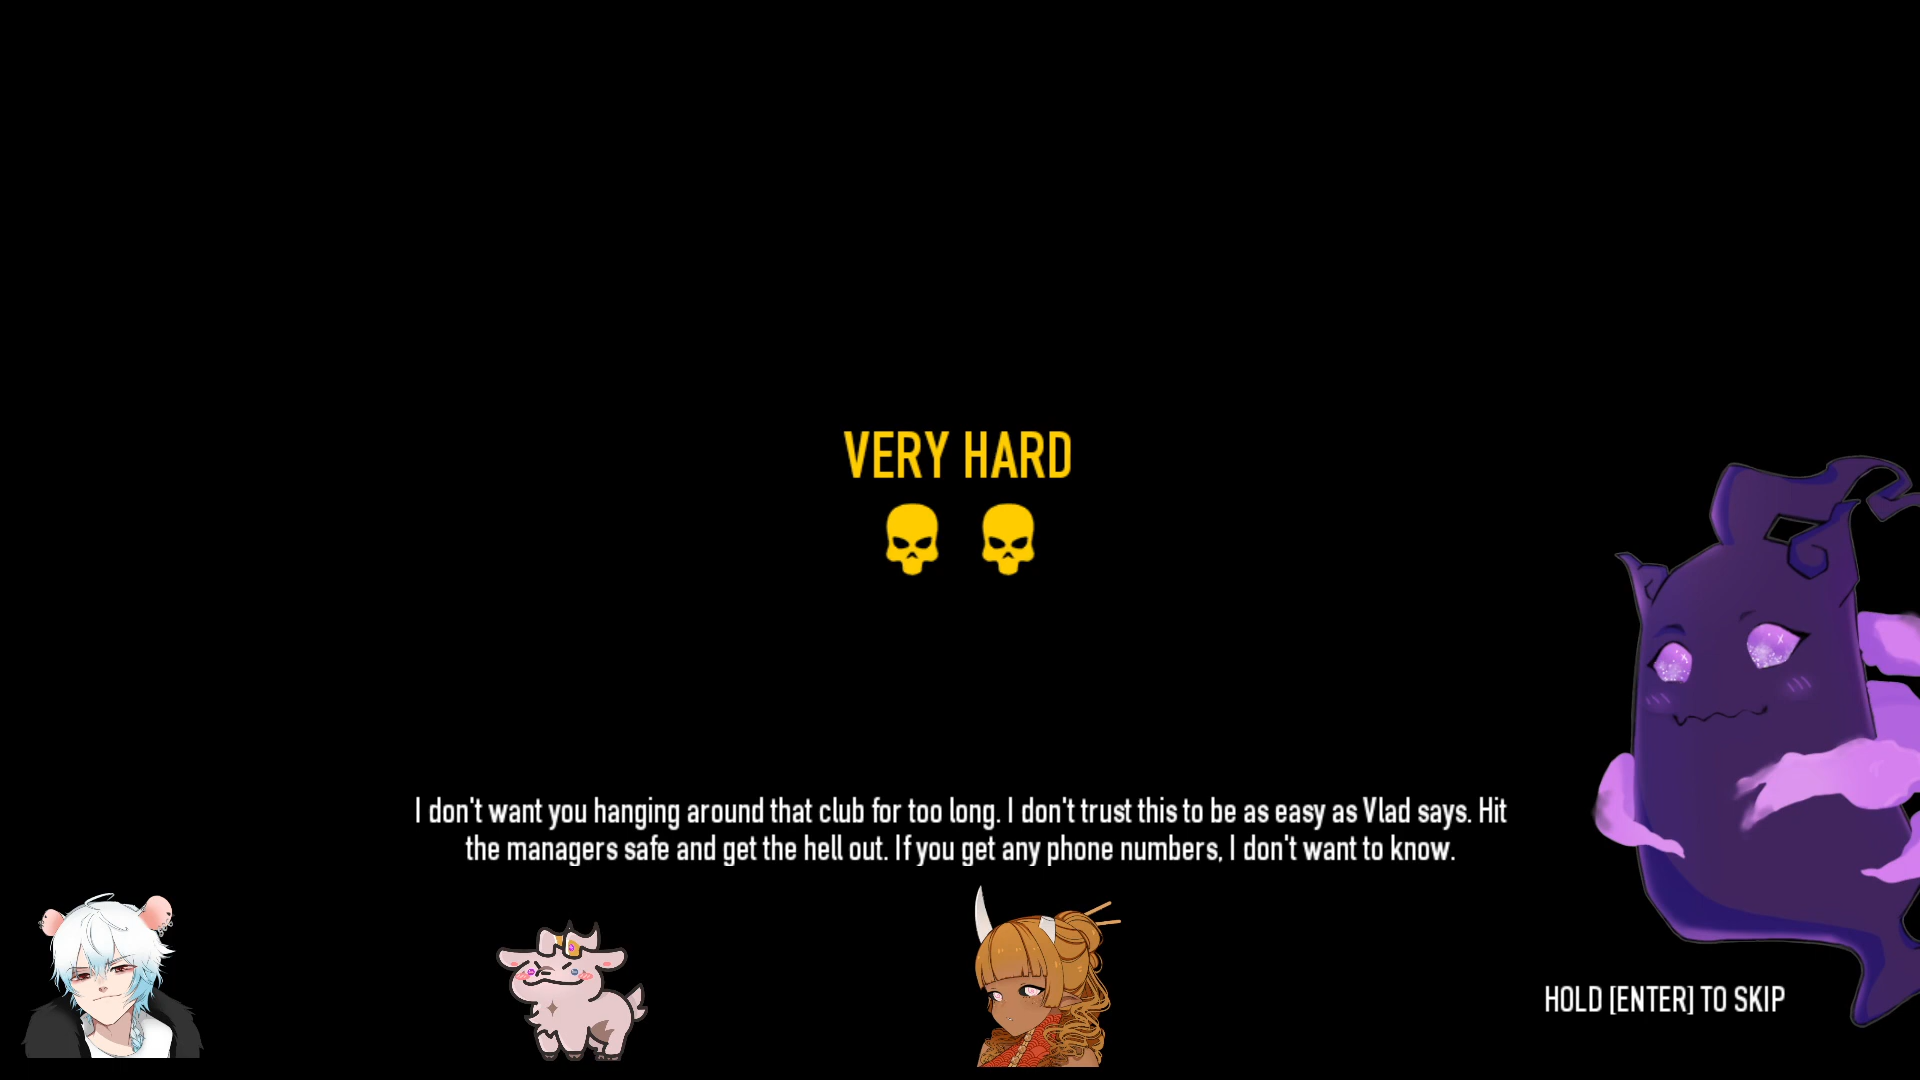 VERY HARD
I don't want you hanging around that club for too long. I don't trust this to be as easy as Vlad says. Hit
the managers safe and get the hell out. If you get any phone numbers, I don't want to know.
HOLD [ENTER] TO SKIP